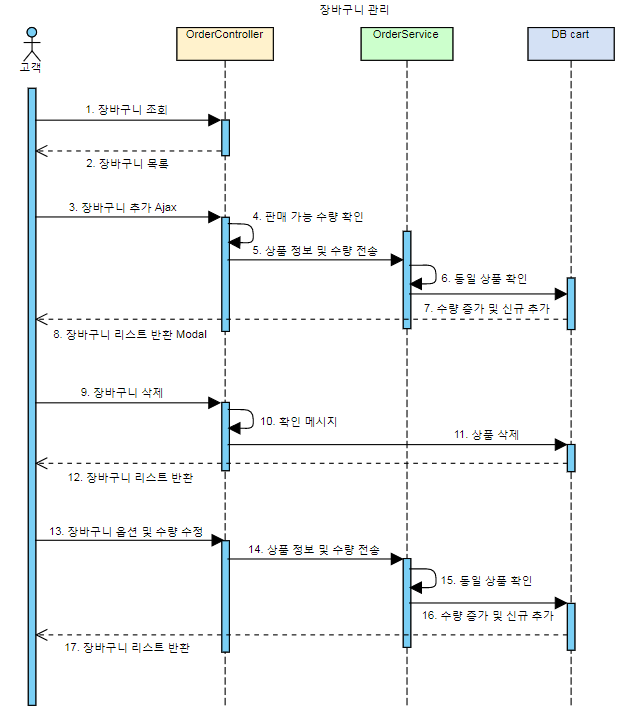 장바구니 관리
고객
OrderController
OrderService
DB cart
1. 장바구니 조회
2. 장바구니 목록
3. 장바구니 추가 Ajax
4. 판매 가능 수량 확인
5. 상품 정보 및 수량 전송
6. 동일 상품 확인
7. 수량 증가 및 신규 추가
8. 장바구니 리스트 반환 Modal
9. 장바구니 삭제
10. 확인 메시지
11. 상품 삭제
12. 장바구니 리스트 반환
13. 장바구니 옵션 및 수량 수정
14. 상품 정보 및 수량 전송
15. 동일 상품 확인
16. 수량 증가 및 신규 추가
17. 장바구니 리스트 반환